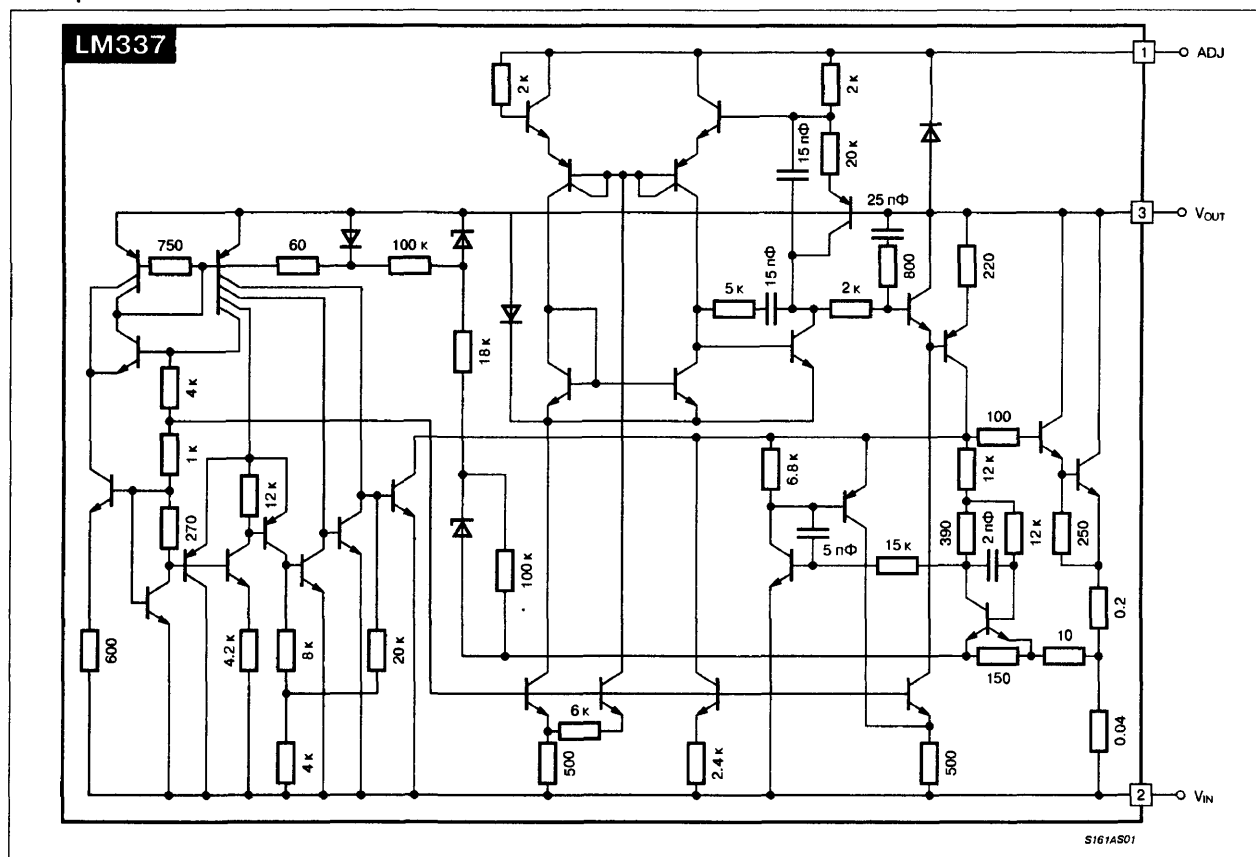 LM337
1 ADJ
2 к
2 к
15 пФ
20 к
25 пФ
3 VOUT
750
60
100 к
800
220
15 пФ
5 к
2 к
18 к
4 к
100
1 к
6.8 к
12 к
12 к
270
390
2 пФ
12 к
250
5 пФ
15 к
100 к
0.2
600
4.2 к
8 к
20 к
150
10
6 к
0.04
4 к
500
2.4 к
500
2 VIN
S161AS01